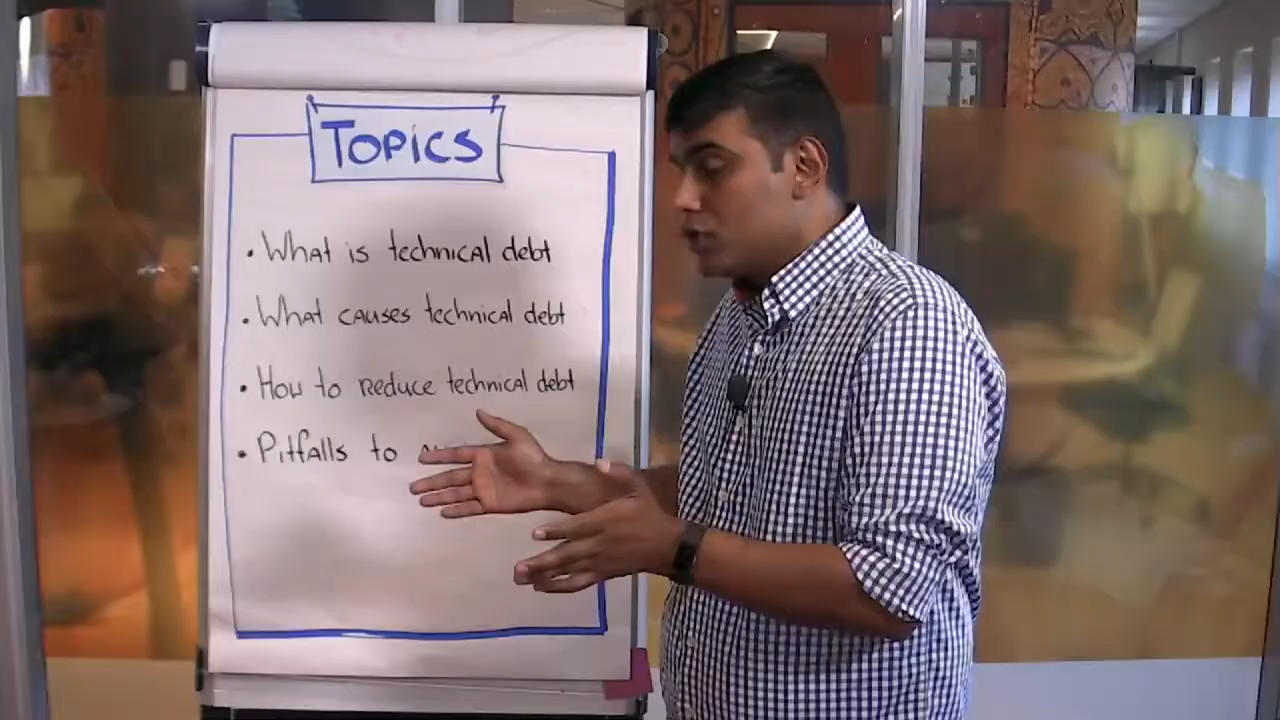 TOPICS
• What is technical debt
• What causes technical debt
• How to reduce technical debt
• Pitfalls to